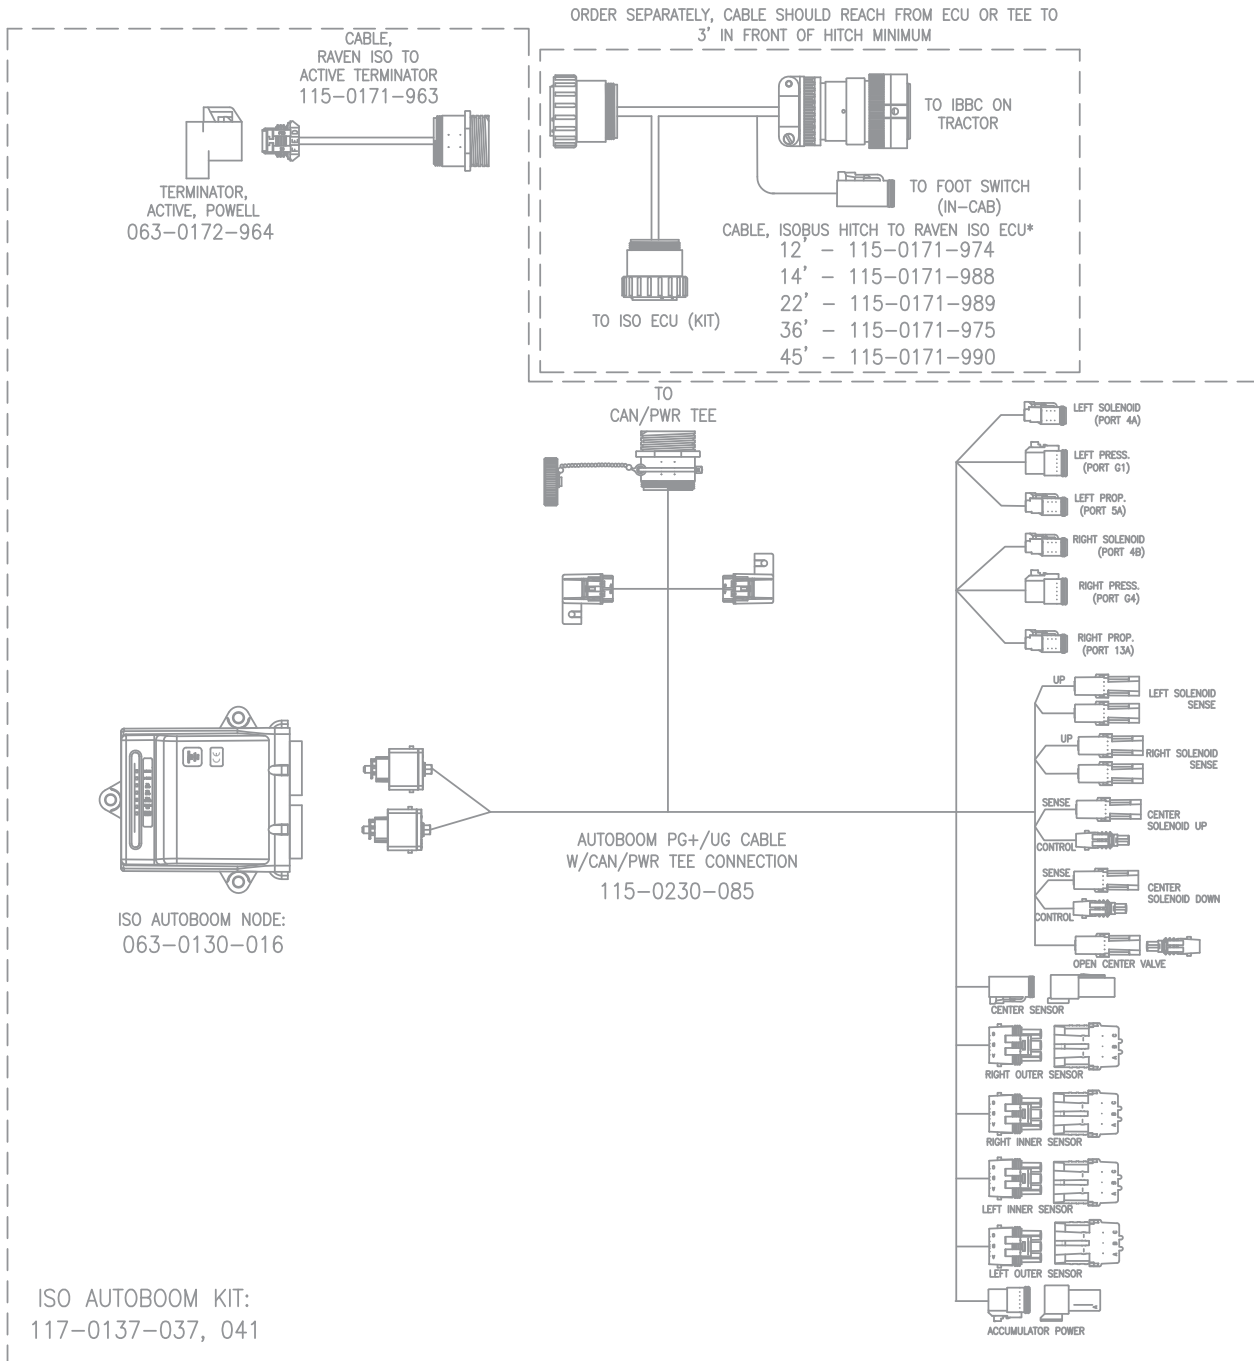 ORDER SEPARATELY, CABLE SHOULD REACH FROM ECU OR TEE TO
3' IN FRONT OF HITCH MINIMUM
CABLE,
RAVEN ISO TO
ACTIVE TERMINATOR
115-0171-963
TERMINATOR,
ACTIVE, POWELL
063-0172-964
TO IBBC ON
TRACTOR
TO FOOT SWITCH
(IN-CAB)
CABLE, ISOBUS HITCH TO RAVEN ISO ECU*
12' - 115-0171-974
14' - 115-0171-988
22' - 115-0171-989
36' - 115-0171-975
45' - 115-0171-990
TO ISO ECU (KIT)
TO
CAN/PWR TEE
LEFT SOLENOID
(PORT 4A)
LEFT PRESS.
(PORT G1)
LEFT PROP.
(PORT 5A)
RIGHT SOLENOID
(PORT 4B)
RIGHT PRESS.
(PORT G4)
RIGHT PROP.
(PORT 13A)
UP
LEFT SOLENOID
SENSE
UP
RIGHT SOLENOID
SENSE
SENSE
CENTER
SOLENOID UP
CONTROL
SENSE
CENTER
SOLENOID DOWN
CONTROL
OPEN CENTER VALVE
AUTOBOOM PG+/UG CABLE
W/CAN/PWR TEE CONNECTION
115-0230-085
ISO AUTOBOOM NODE:
063-0130-016
CENTER SENSOR
RIGHT OUTER SENSOR
RIGHT INNER SENSOR
LEFT INNER SENSOR
LEFT OUTER SENSOR
ACCUMULATOR POWER
ISO AUTOBOOM KIT:
117-0137-037, 041